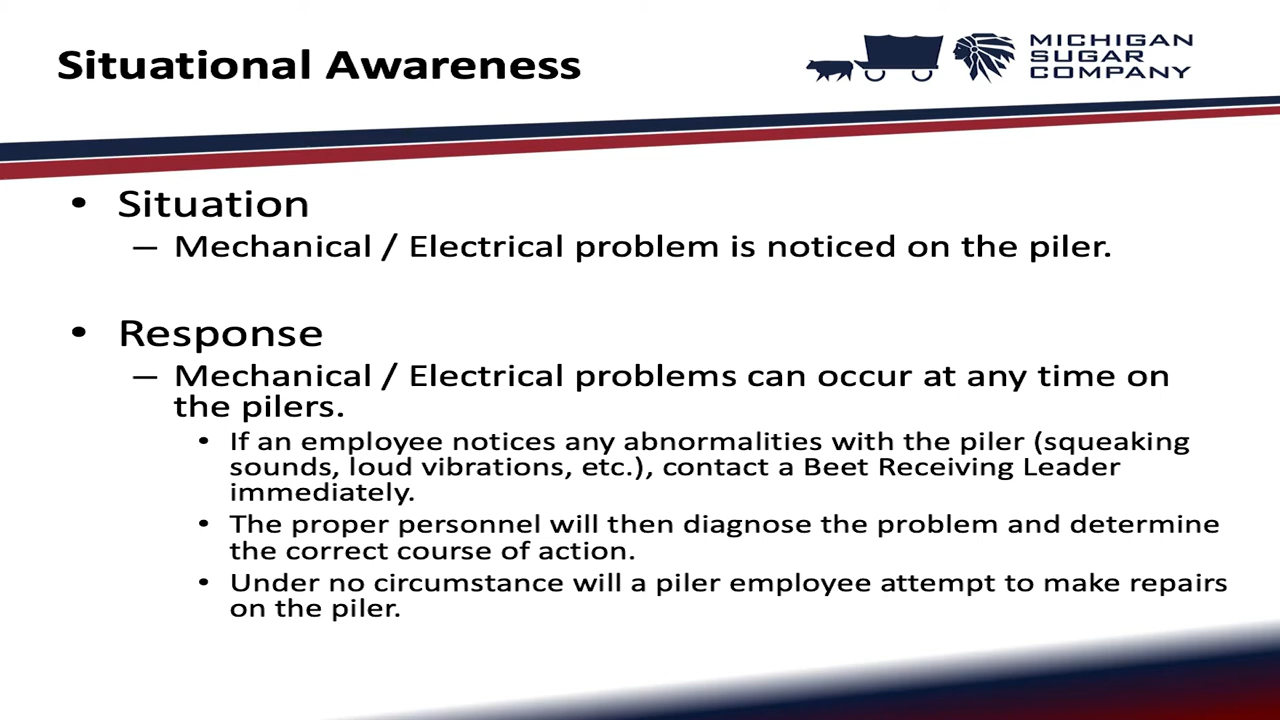 Situational Awareness
MICHIGAN
SUGAR
COMPANY
• Situation
– Mechanical / Electrical problem is noticed on the piler.
• Response
– Mechanical / Electrical problems can occur at any time on
the pilers.
• If an employee notices any abnormalities with the piler (squeaking
sounds, loud vibrations, etc.), contact a Beet Receiving Leader
immediately.
• The proper personnel will then diagnose the problem and determine
the correct course of action.
• Under no circumstance will a piler employee attempt to make repairs
on the piler.